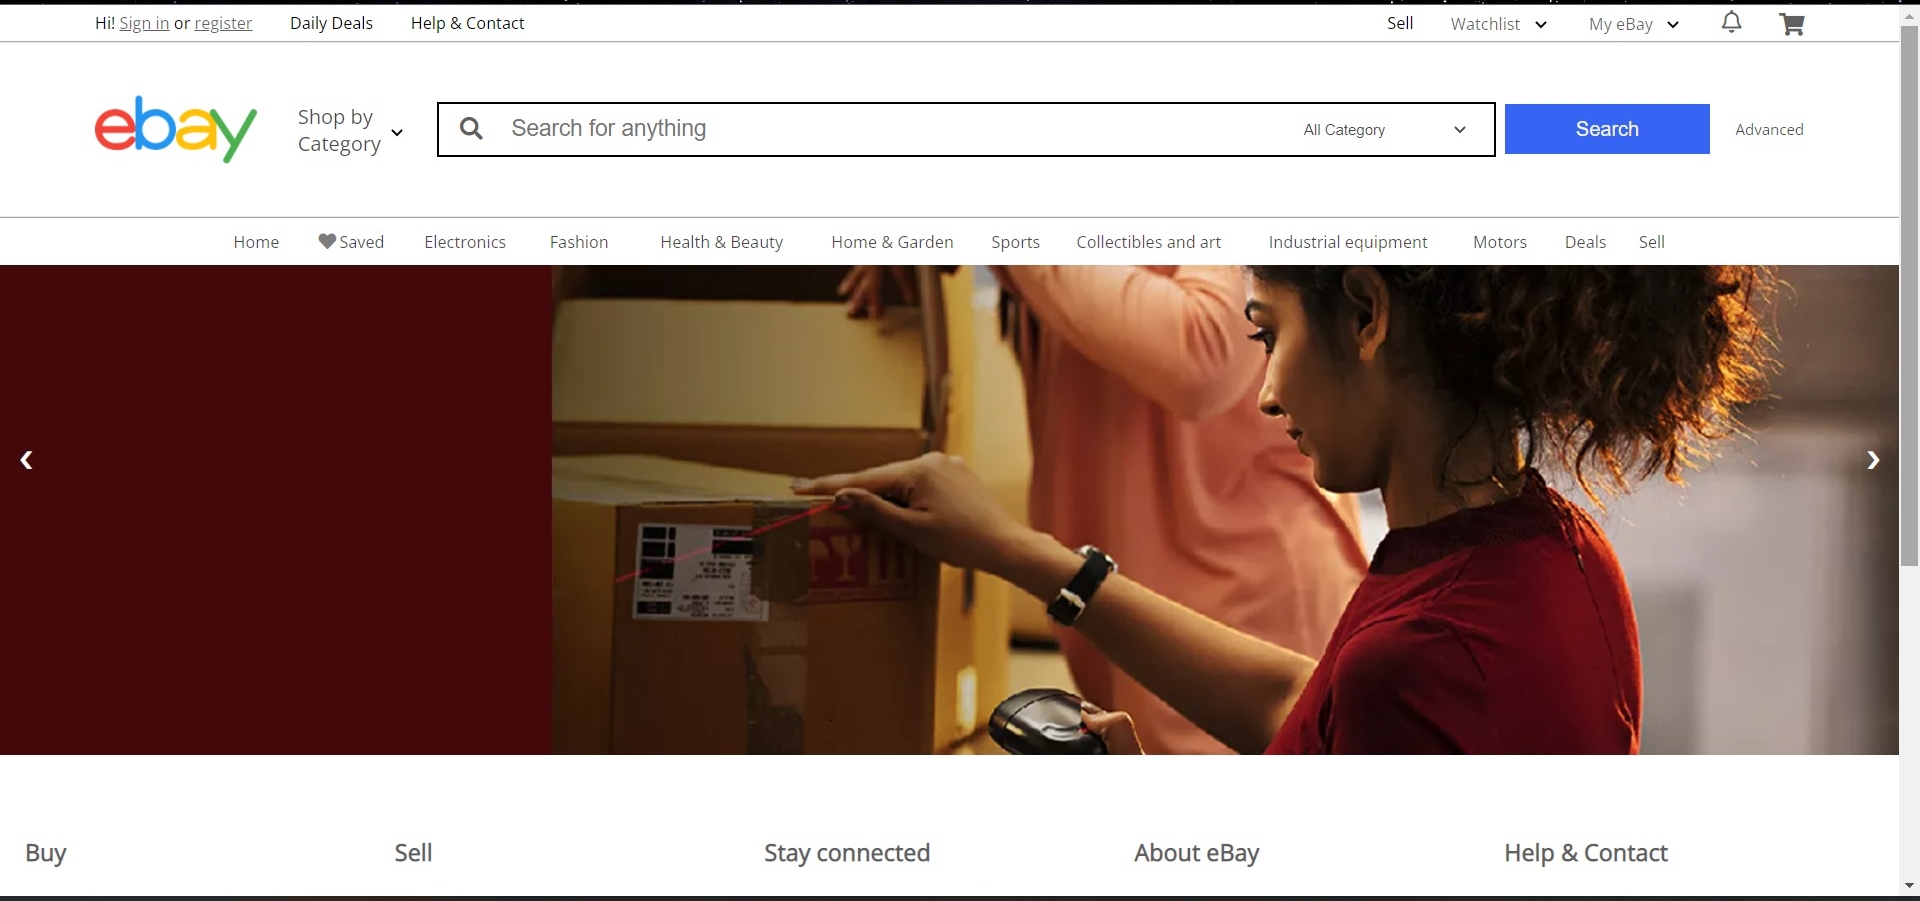 Hi! Sign in or register Daily Deals Help & Contact Sell Watchlist My eBay
ebay
Shop by
Category
Search for anything All Category Search Advanced
Home Saved Electronics Fashion Health & Beauty Home & Garden Sports Collectibles and art Industrial equipment Motors Deals Sell
Buy Sell Stay connected About eBay Help & Contact